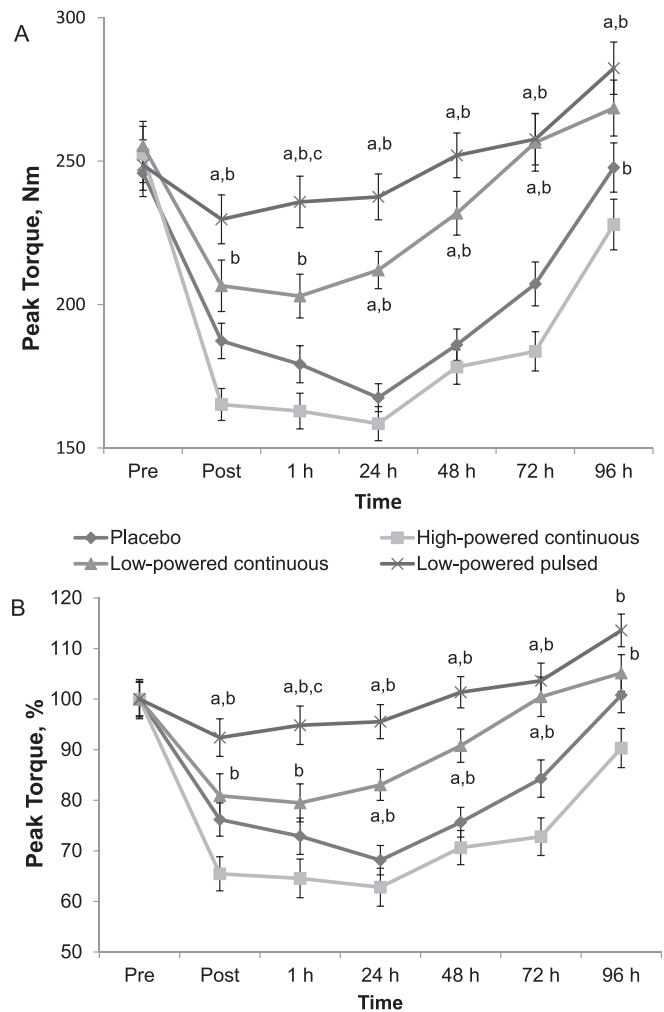 A
300
250
200
150
Peak Torque, Nm
a,b
a,b
a,b,c
a,b
a,b
a,b
b
b
a,b
a,b
a,b
b
Pre Post 1 h 24 h 48 h 72 h 96 h
Time
Placebo High-powered continuous
Low-powered continuous Low-powered pulsed
B
120
110
100
90
80
70
60
50
Peak Torque, %
b
a,b
a,b,c
a,b
a,b
a,b
b
b
b
a,b
a,b
a,b
Pre Post 1 h 24 h 48 h 72 h 96 h
Time